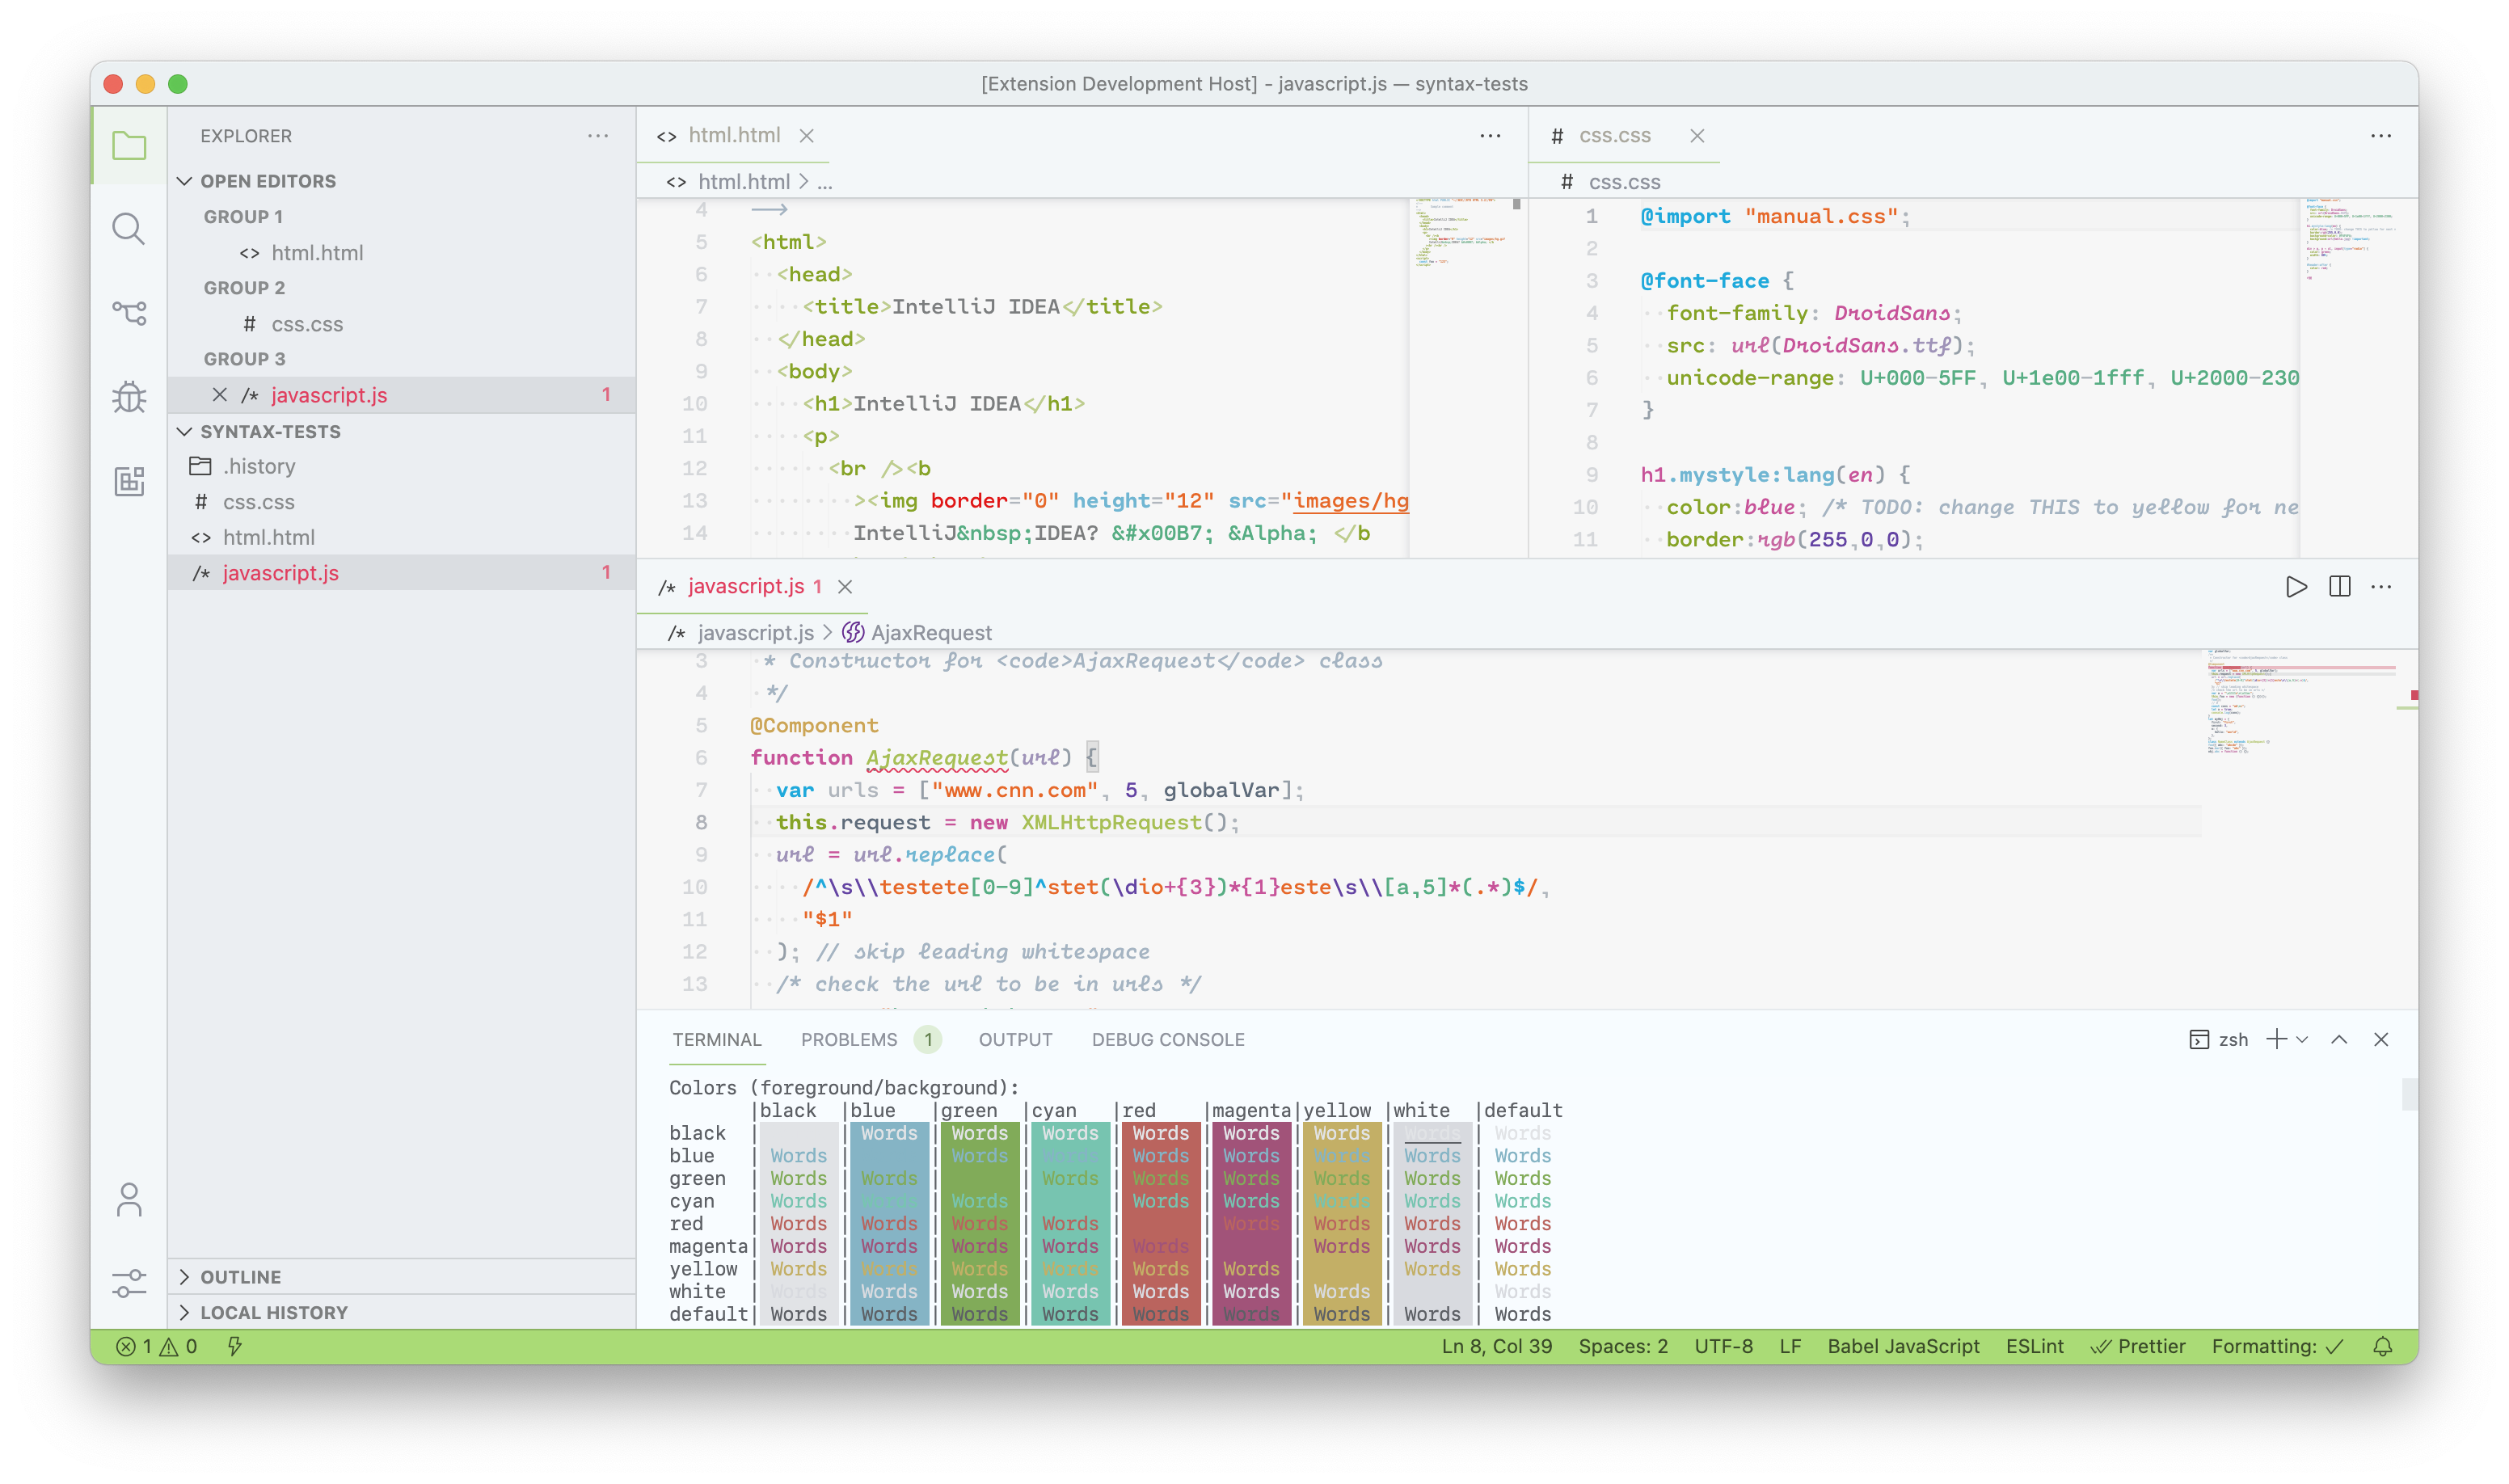 [Extension Development Host] - javascript.js — syntax-tests
EXPLORER
OPEN EDITORS
GROUP 1
<> html.html
GROUP 2
# css.css
GROUP 3
/* javascript.js 1
SYNTAX-TESTS
.history
# css.css
<> html.html
/* javascript.js 1
OUTLINE
LOCAL HISTORY
<> html.html
<> html.html > ...
4 -->
5 <html>
6 <head>
7 <title>IntelliJ IDEA</title>
8 </head>
9 <body>
10 <h1>IntelliJ IDEA</h1>
11 <p>
12 <br /><b
13 ><img border="0" height="12" src="images/hg
14 IntelliJ&nbsp;IDEA? &#x00B7; &Alpha; </b
# css.css
# css.css
1 @import "manual.css";
2
3 @font-face {
4 font-family: DroidSans;
5 src: url(DroidSans.ttf);
6 unicode-range: U+000-5FF, U+1e00-1fff, U+2000-230
7 }
8
9 h1.mystyle:lang(en) {
10 color:blue; /* TODO: change THIS to yellow for ne
11 border:rgb(255,0,0);
/* javascript.js 1
/* javascript.js > AjaxRequest
3 * Constructor for <code>AjaxRequest</code> class
4 */
5 @Component
6 function AjaxRequest(url) {
7 var urls = ["www.cnn.com", 5, globalVar];
8 this.request = new XMLHttpRequest();
9 url = url.replace(
10 /^\s\\testete[0-9]^stet(\dio+{3})*{1}este\s\\[a,5]*(.*)$/,
11 "$1"
12 ); // skip leading whitespace
13 /* check the url to be in urls */
TERMINAL PROBLEMS 1 OUTPUT DEBUG CONSOLE zsh
Colors (foreground/background):
|black |blue |green |cyan |red |magenta|yellow |white |default
black | | Words | Words | Words | Words | Words | Words | Words | Words
blue | Words | | Words | Words | Words | Words | Words | Words | Words
green | Words | Words | | Words | Words | Words | Words | Words | Words
cyan | Words | | Words | | Words | Words | Words | Words | Words
red | Words | Words | Words | Words | | Words | Words | Words | Words
magenta| Words | Words | Words | Words | Words | | Words | Words | Words
yellow | Words | Words | Words | Words | Words | Words | | Words | Words
white | Words | Words | Words | Words | Words | Words | Words | | Words
default| Words | Words | Words | Words | Words | Words | Words | Words | Words
1 0 Ln 8, Col 39 Spaces: 2 UTF-8 LF Babel JavaScript ESLint Prettier Formatting: